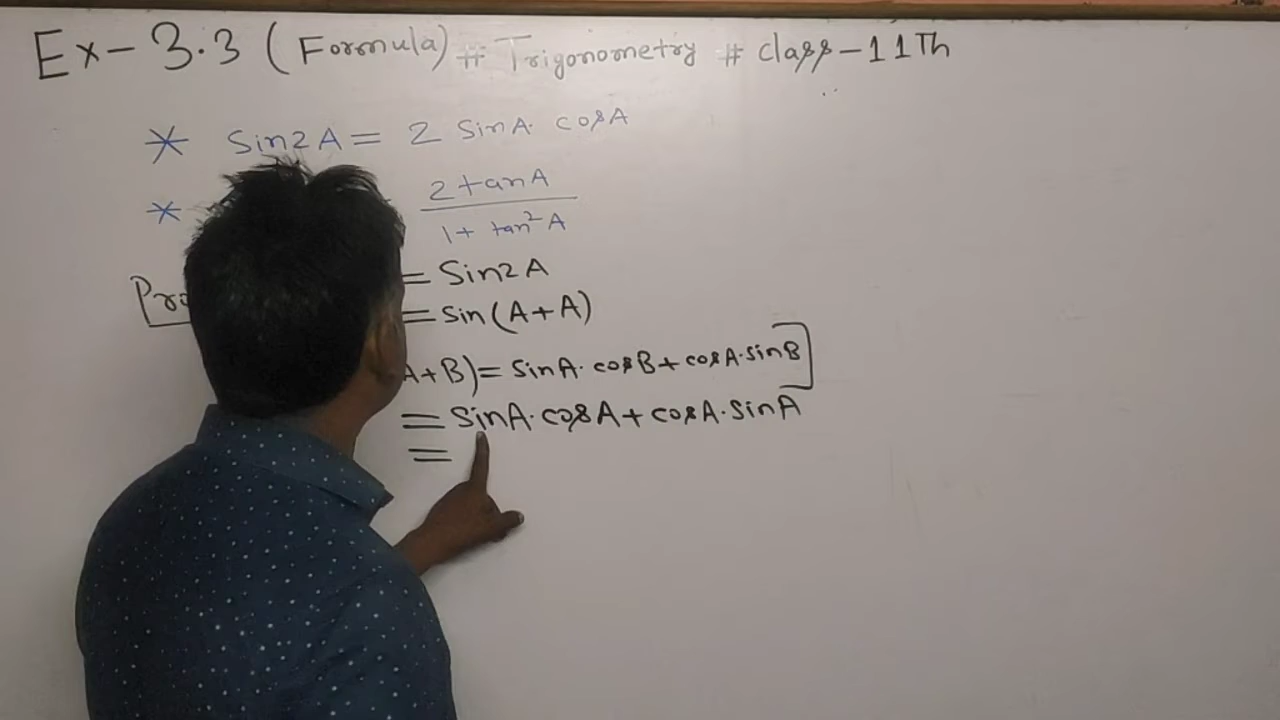 Ex-3.3 (Formula) # Trigonometry # class-11Th
* Sin2A = 2 SinA. cosA
* 2tanA / 1+ tan²A
= Sin2A
= Sin(A+A)
A+B) = SinA. cosB + cosA.sinB]
= SinA. cosA + cosA.sinA
=